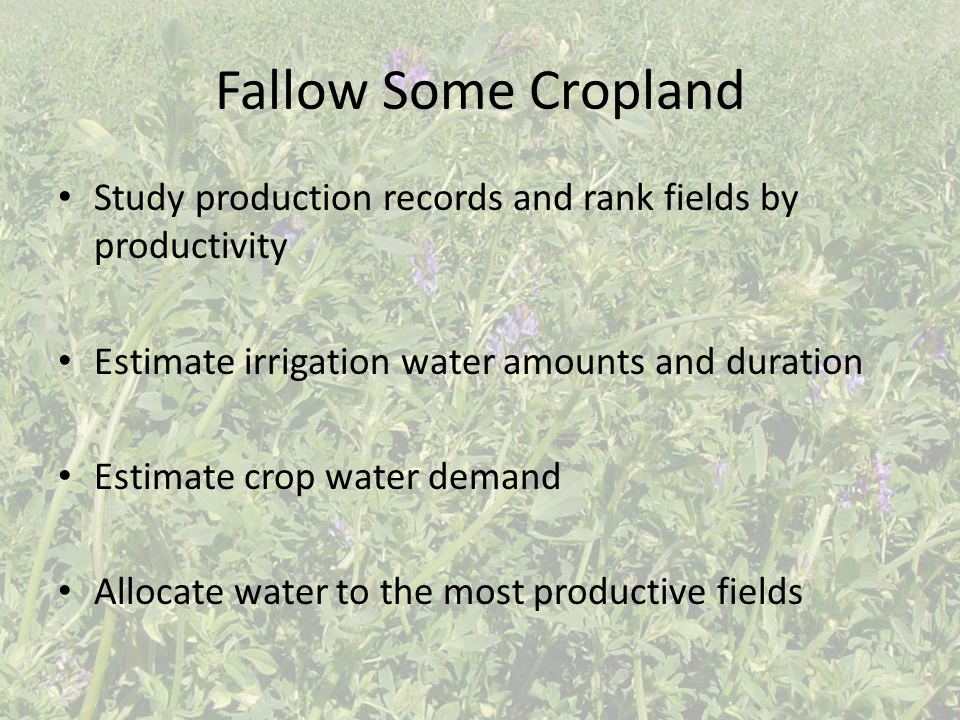 Fallow Some Cropland
• Study production records and rank fields by
productivity
• Estimate irrigation water amounts and duration
• Estimate crop water demand
• Allocate water to the most productive fields